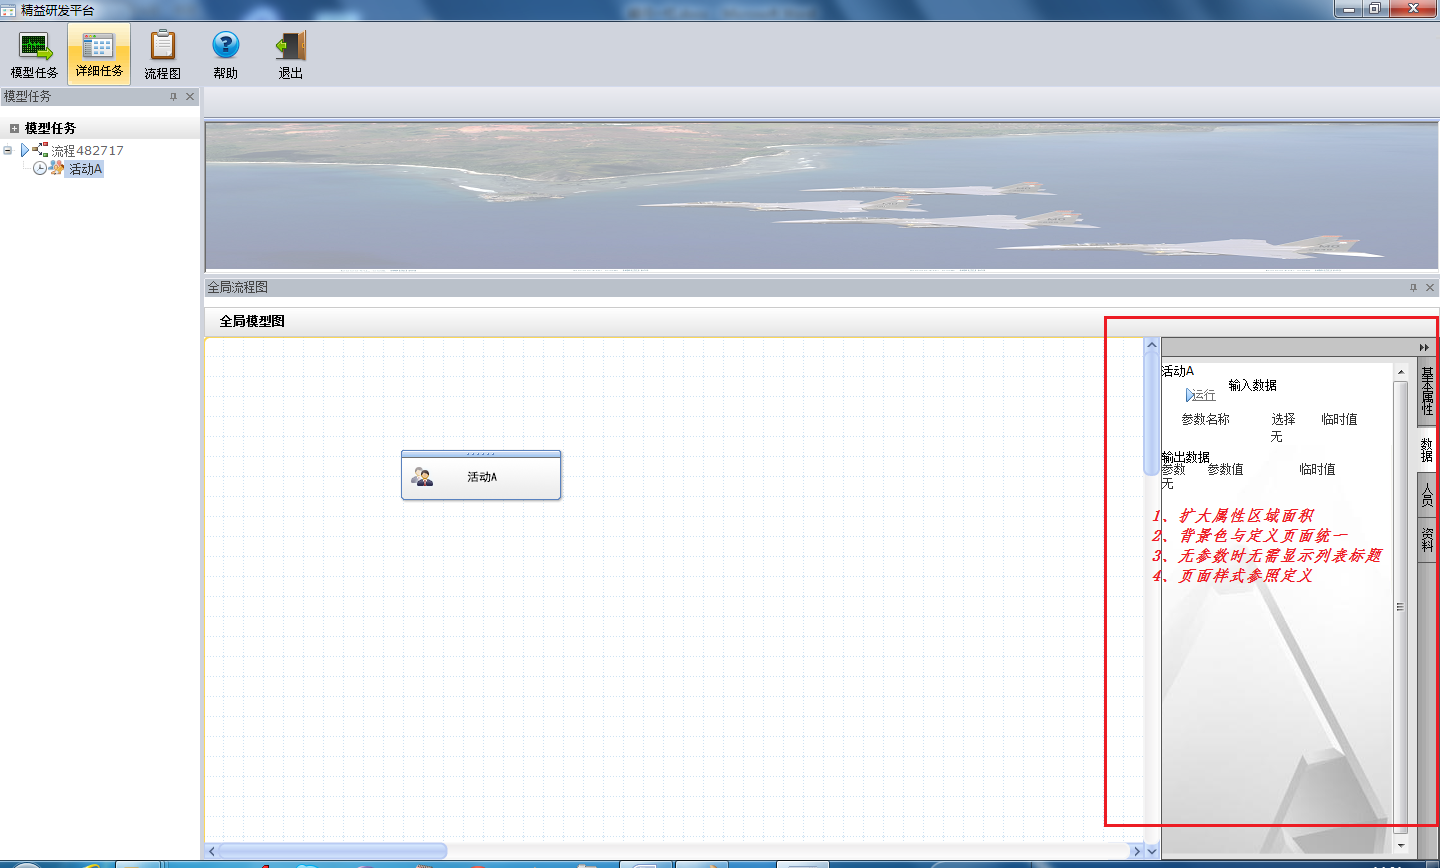 精益研发平台
模型任务 详细任务 流程图 帮助 退出
模型任务
模型任务
流程482717
活动A
全局流程图
全局模型图
活动A
活动A
运行 输入数据
参数名称 选择 临时值
无
输出数据
参数 参数值 临时值
无
1、扩大属性区域面积
2、背景色与定义页面统一
3、无参数时无需显示列表标题
4、页面样式参照定义
基本属性
数据
人员
资料